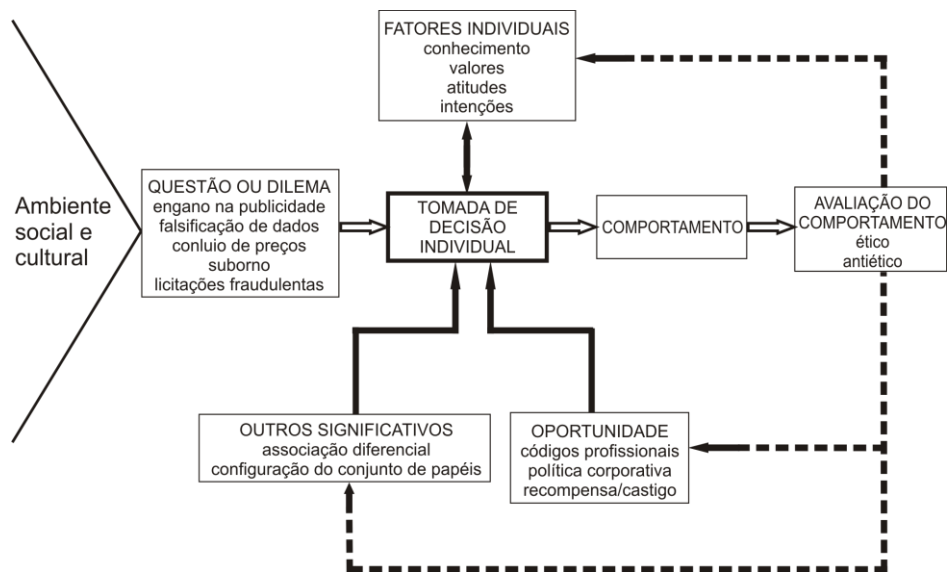 FATORES INDIVIDUAIS
conhecimento
valores
atitudes
intenções
Ambiente
social e
cultural
QUESTÃO OU DILEMA
engano na publicidade
falsificação de dados
conluio de preços
suborno
licitações fraudulentas
TOMADA DE
DECISÃO
INDIVIDUAL
COMPORTAMENTO
AVALIAÇÃO DO
COMPORTAMENTO
ético
antiético
OUTROS SIGNIFICATIVOS
associação diferencial
configuração do conjunto de papéis
OPORTUNIDADE
códigos profissionais
política corporativa
recompensa/castigo